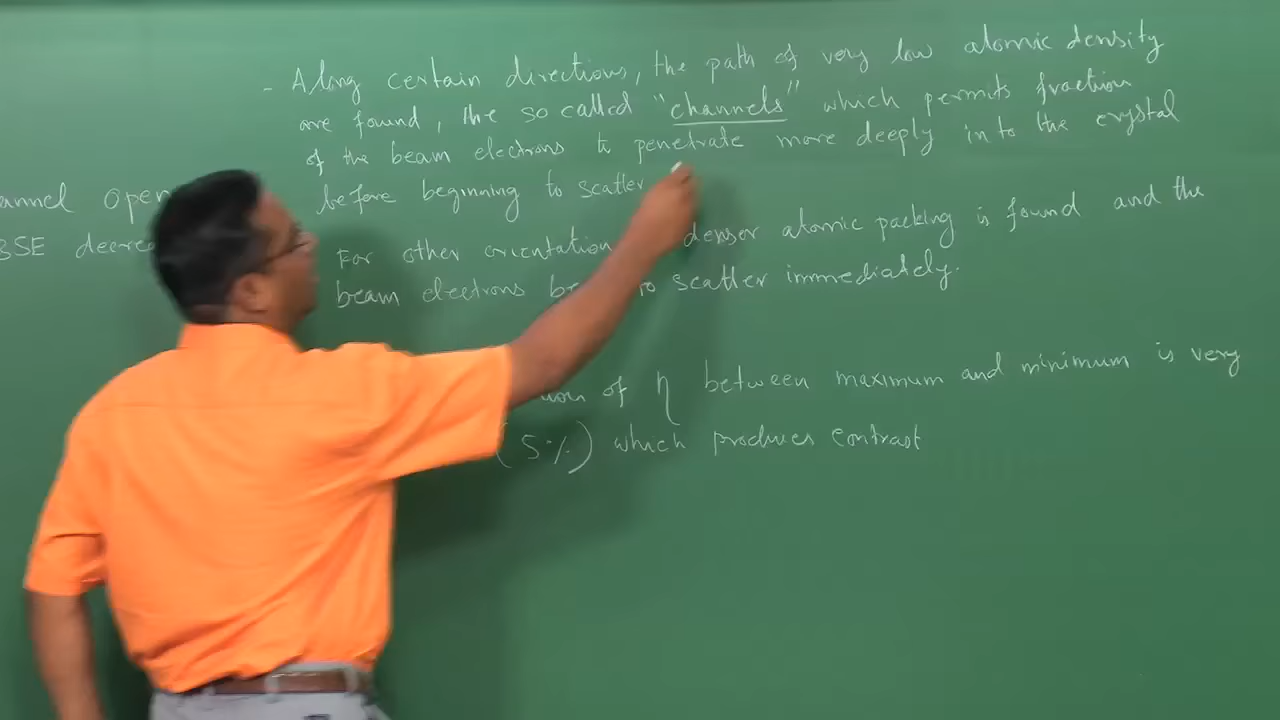 - Along certain directions, the path of very low atomic density
are found, the so called "channels" which permits fraction
of the beam electrons to penetrate more deeply in to the crystal
before beginning to scatter
For other orientation denser atomic packing is found and the
beam electrons to scatter immediately.
of η between maximum and minimum is very
(5%) which produces contrast
annel open
BSE decrea